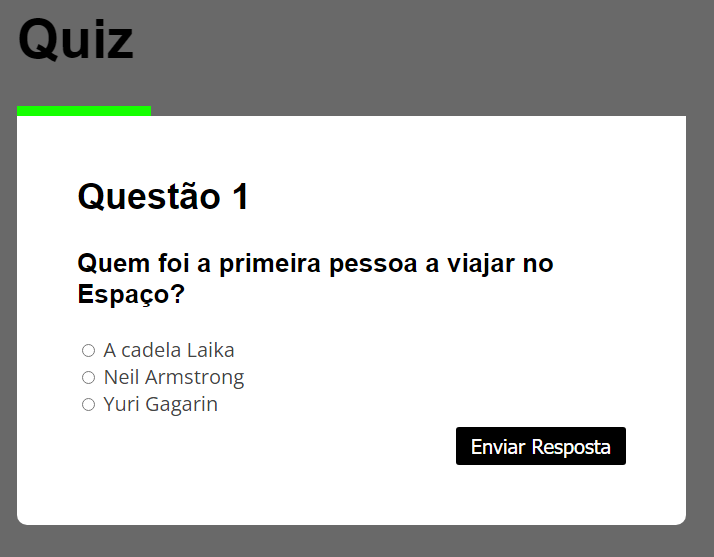 Quiz
Questão 1
Quem foi a primeira pessoa a viajar no
Espaço?
A cadela Laika
Neil Armstrong
Yuri Gagarin
Enviar Resposta